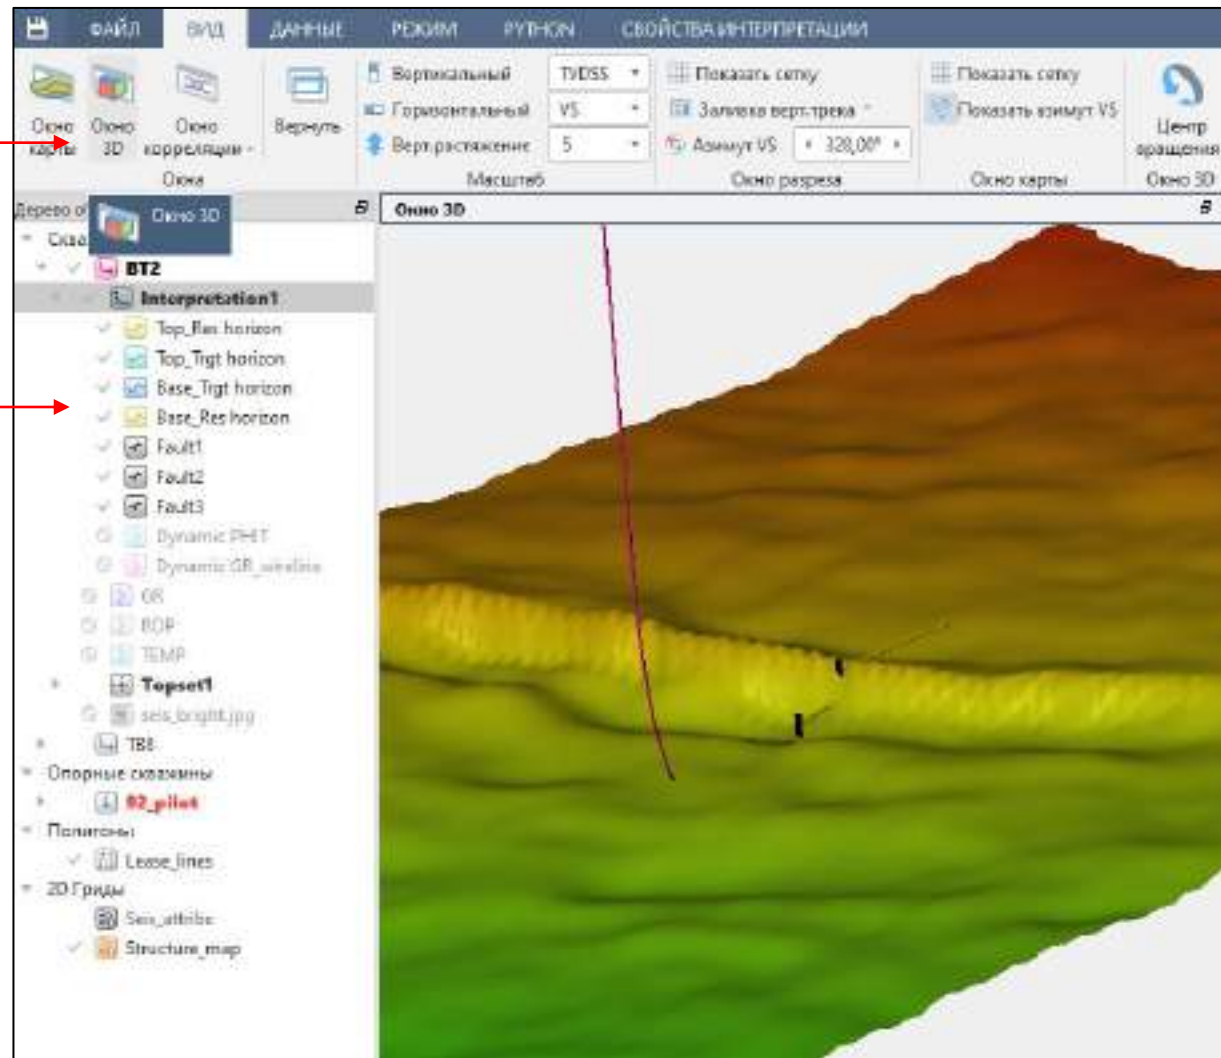 ФАЙЛ ВИД ДАННЫЕ РЕЖИМ PYTHON СВОЙСТВА ИНТЕРПРЕТАЦИИ
Вертикальный TVDSS Показать сетку Показать сетку
Окно карты Окно 3D Окно корреляции Вернуть Горизонтальный VS Заливка верт.трека Показать азимут VS Центр вращения
Верт.растяжение 5 Азимут VS 328,00°
Окна Масштаб Окно разреза Окно карты Окно 3D
Дерево Окно 3D Окно 3D
BT2
Interpretation1
Top_Res horizon
Top_Trgt horizon
Base_Trgt horizon
Base_Res horizon
Fault1
Fault2
Fault3
Dynamic PHIT
Dynamic GR_wireline
GR
ROP
TEMP
Topset1
seis_bright.jpg
Опорные скважины
02_pilot
Полигоны
Lease_lines
2D Гриды
Seis_attribe
Structure_map